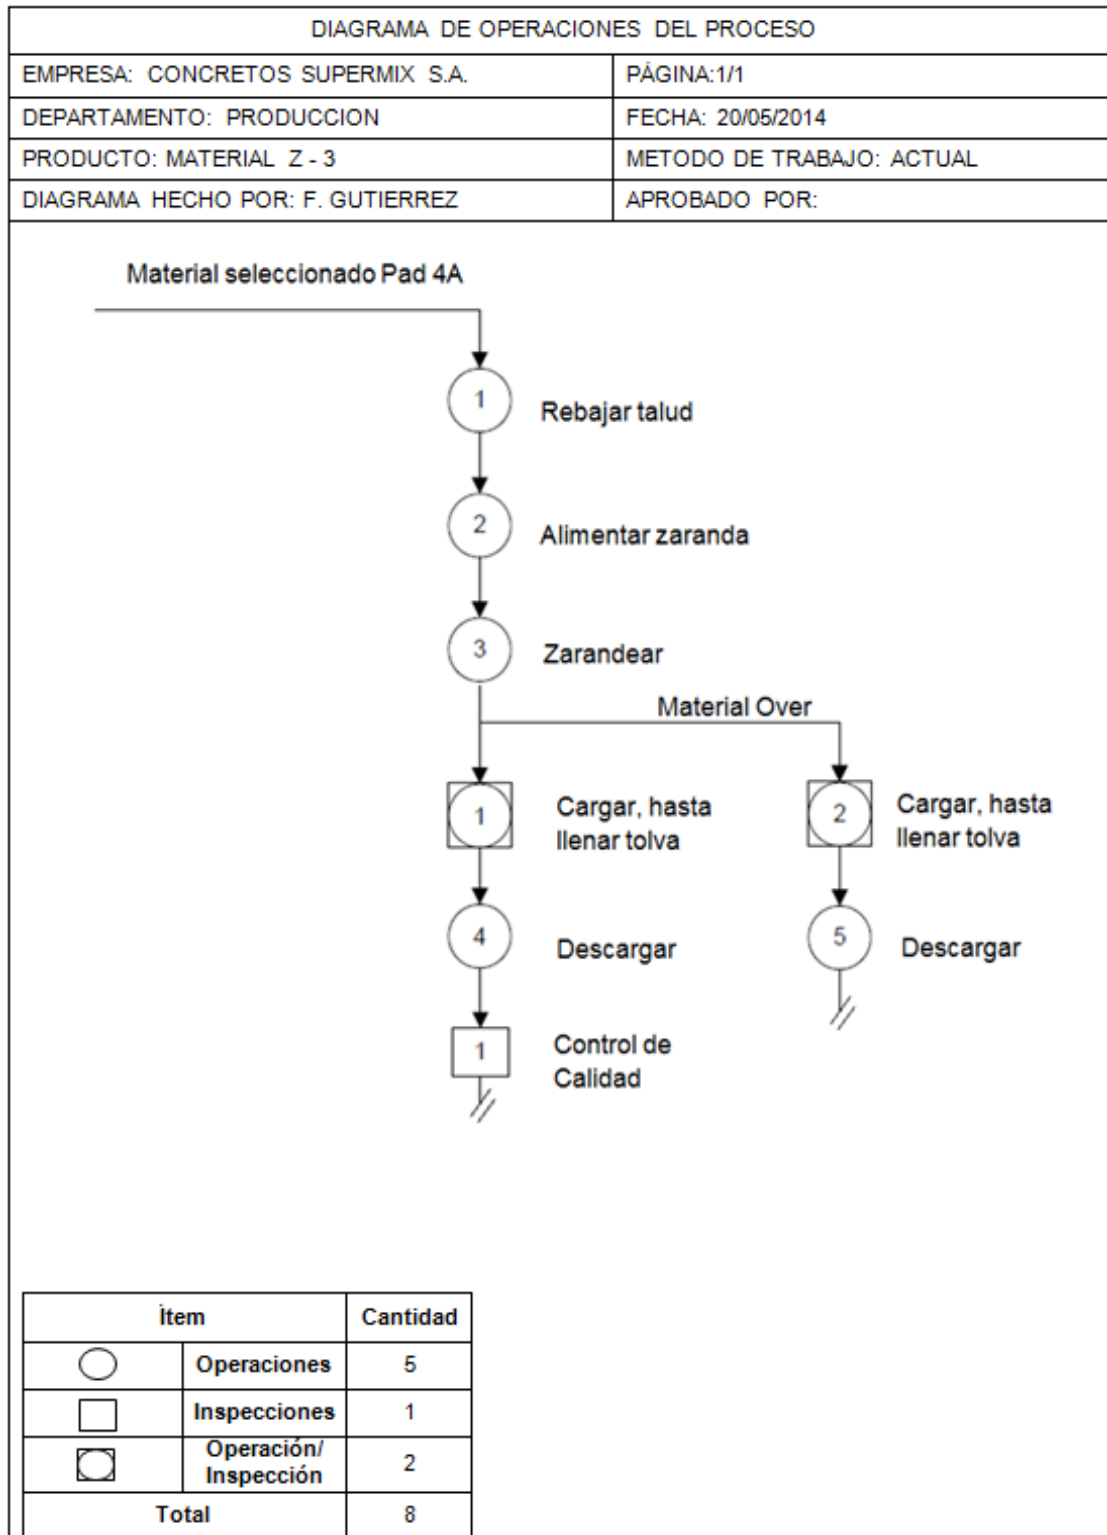 DIAGRAMA DE OPERACIONES DEL PROCESO
EMPRESA: CONCRETOS SUPERMIX S.A.
PÁGINA:1/1
DEPARTAMENTO: PRODUCCION
FECHA: 20/05/2014
PRODUCTO: MATERIAL Z - 3
METODO DE TRABAJO: ACTUAL
DIAGRAMA HECHO POR: F. GUTIERREZ
APROBADO POR:
Material seleccionado Pad 4A
1
Rebajar talud
2
Alimentar zaranda
3
Zarandear
Material Over
1
Cargar, hasta
llenar tolva
2
Cargar, hasta
llenar tolva
4
Descargar
5
Descargar
1
Control de
Calidad
Ítem
Cantidad
Operaciones
5
Inspecciones
1
Operación/
Inspección
2
Total
8